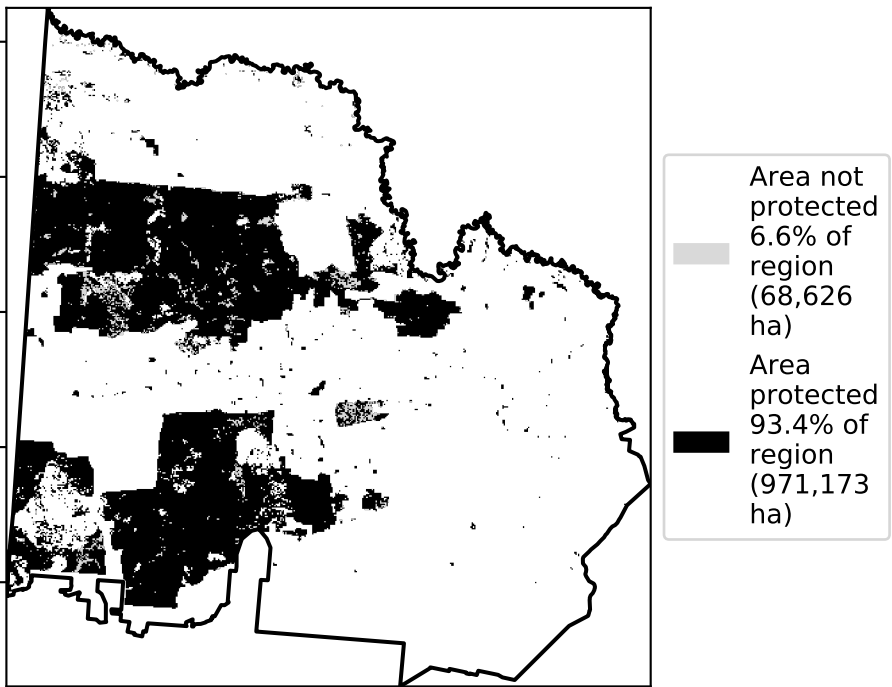 Area not
protected
6.6% of
region
(68,626
ha)
Area
protected
93.4% of
region
(971,173
ha)